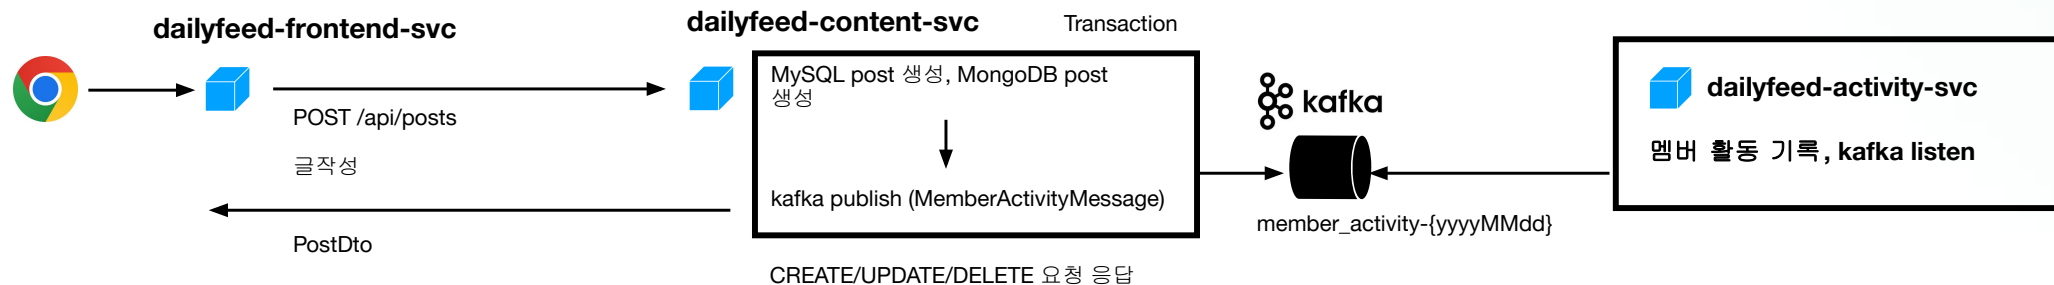 dailyfeed-frontend-svc
POST /api/posts
글작성
PostDto
dailyfeed-content-svc
Transaction
MySQL post 생성, MongoDB post
생성
kafka publish (MemberActivityMessage)
CREATE/UPDATE/DELETE 요청 응답
kafka
member_activity-{yyyyMMdd}
dailyfeed-activity-svc
멤버 활동 기록, kafka listen